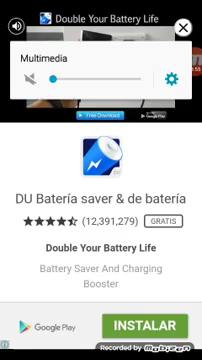 Double Your Battery Life
Multimedia
Free Download
Google Play
DU Batería saver & de batería
(12,391,279) GRATIS
Double Your Battery Life
Battery Saver And Charging
Booster
Google Play
INSTALAR
Recorded by
Mobizen